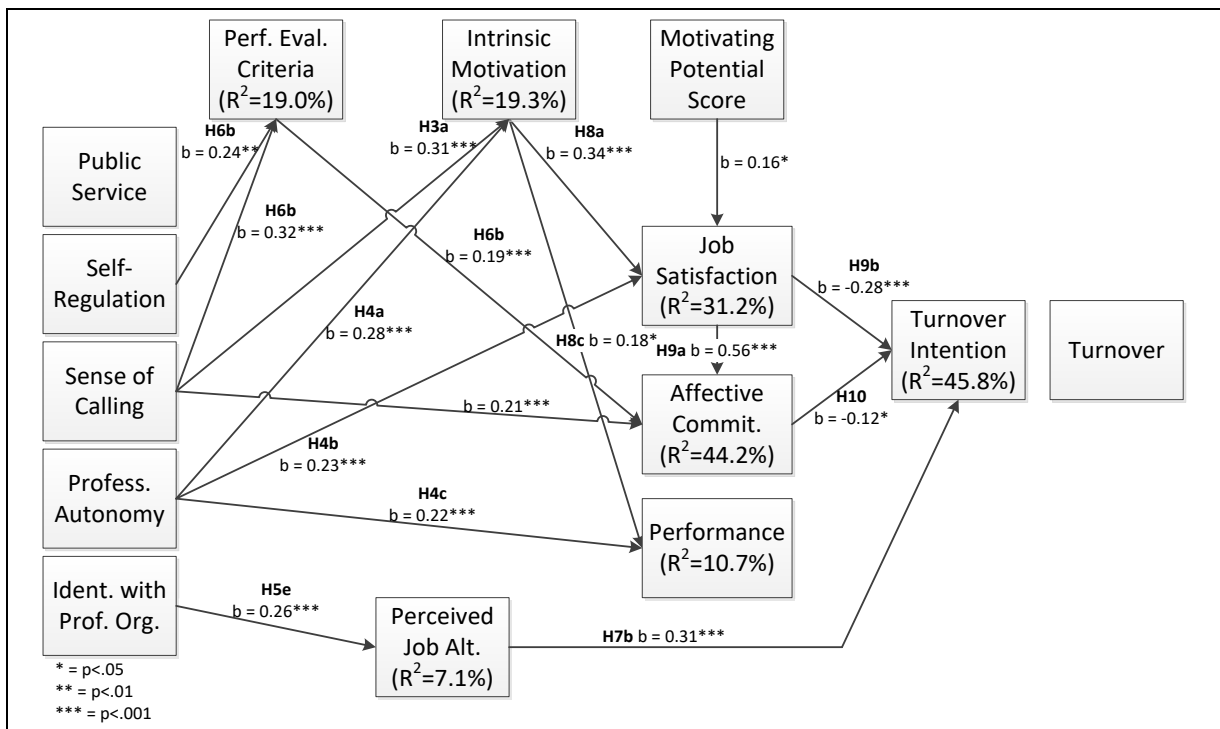 Perf. Eval.
Criteria
(R²=19.0%)
Intrinsic
Motivation
(R²=19.3%)
Motivating
Potential
Score
H6b
b = 0.24**
H3a
b = 0.31***
H8a
b = 0.34***
b = 0.16*
Public
Service
H6b
b = 0.32***
H6b
b = 0.19***
Self-
Regulation
Job
Satisfaction
(R²=31.2%)
H9b
b = -0.28***
H4a
b = 0.28***
Turnover
Intention
(R²=45.8%)
Turnover
H8c b = 0.18*
H9a b = 0.56***
Sense of
Calling
b = 0.21***
Affective
Commit.
(R²=44.2%)
H10
b = -0.12*
H4b
b = 0.23***
Profess.
Autonomy
H4c
b = 0.22***
Performance
(R²=10.7%)
Ident. with
Prof. Org.
H5e
b = 0.26***
Perceived
Job Alt.
(R²=7.1%)
H7b b = 0.31***
* = p<.05
** = p<.01
*** = p<.001